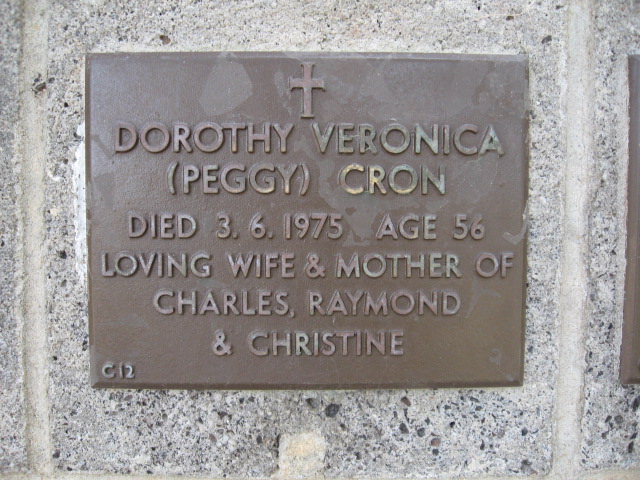 DOROTHY VERONICA
(PEGGY) CRON
DIED 3. 6. 1975 AGE 56
LOVING WIFE & MOTHER OF
CHARLES, RAYMOND
& CHRISTINE
C12